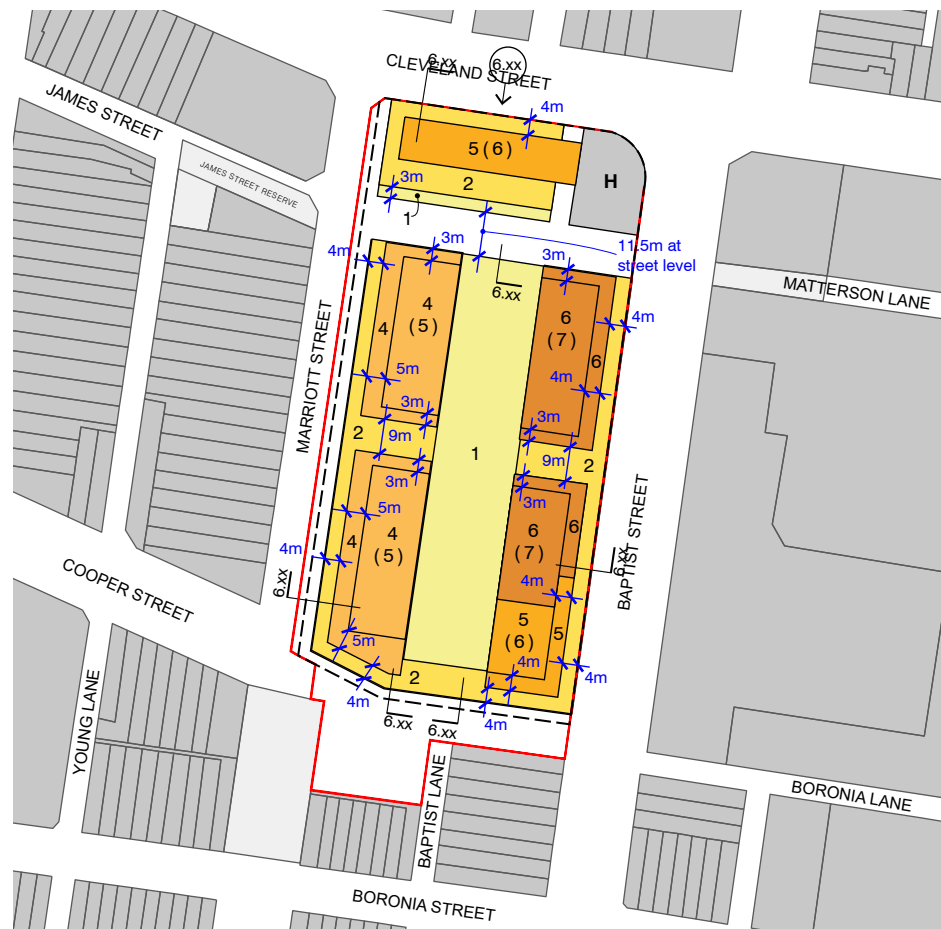 6.xx
6.xx
CLEVELAND STREET
4m
JAMES STREET
5 (6)
JAMES STREET RESERVE
3m
2
H
1
3m
11.5m at
street level
4m
3m
6.xx
MATTERSON LANE
4
(5)
6
(7)
4m
4
6
MARRIOTT STREET
5m
4m
3m
3m
2
9m
1
9m
2
3m
3m
5m
4
(5)
6
(7)
6
4
BAPTIST STREET
4m
6.xx
6.xx
4m
COOPER STREET
5
(6)
5
5m
4m
4m
2
4m
4m
6.xx
6.xx
YOUNG LANE
BAPTIST LANE
BORONIA LANE
BORONIA STREET